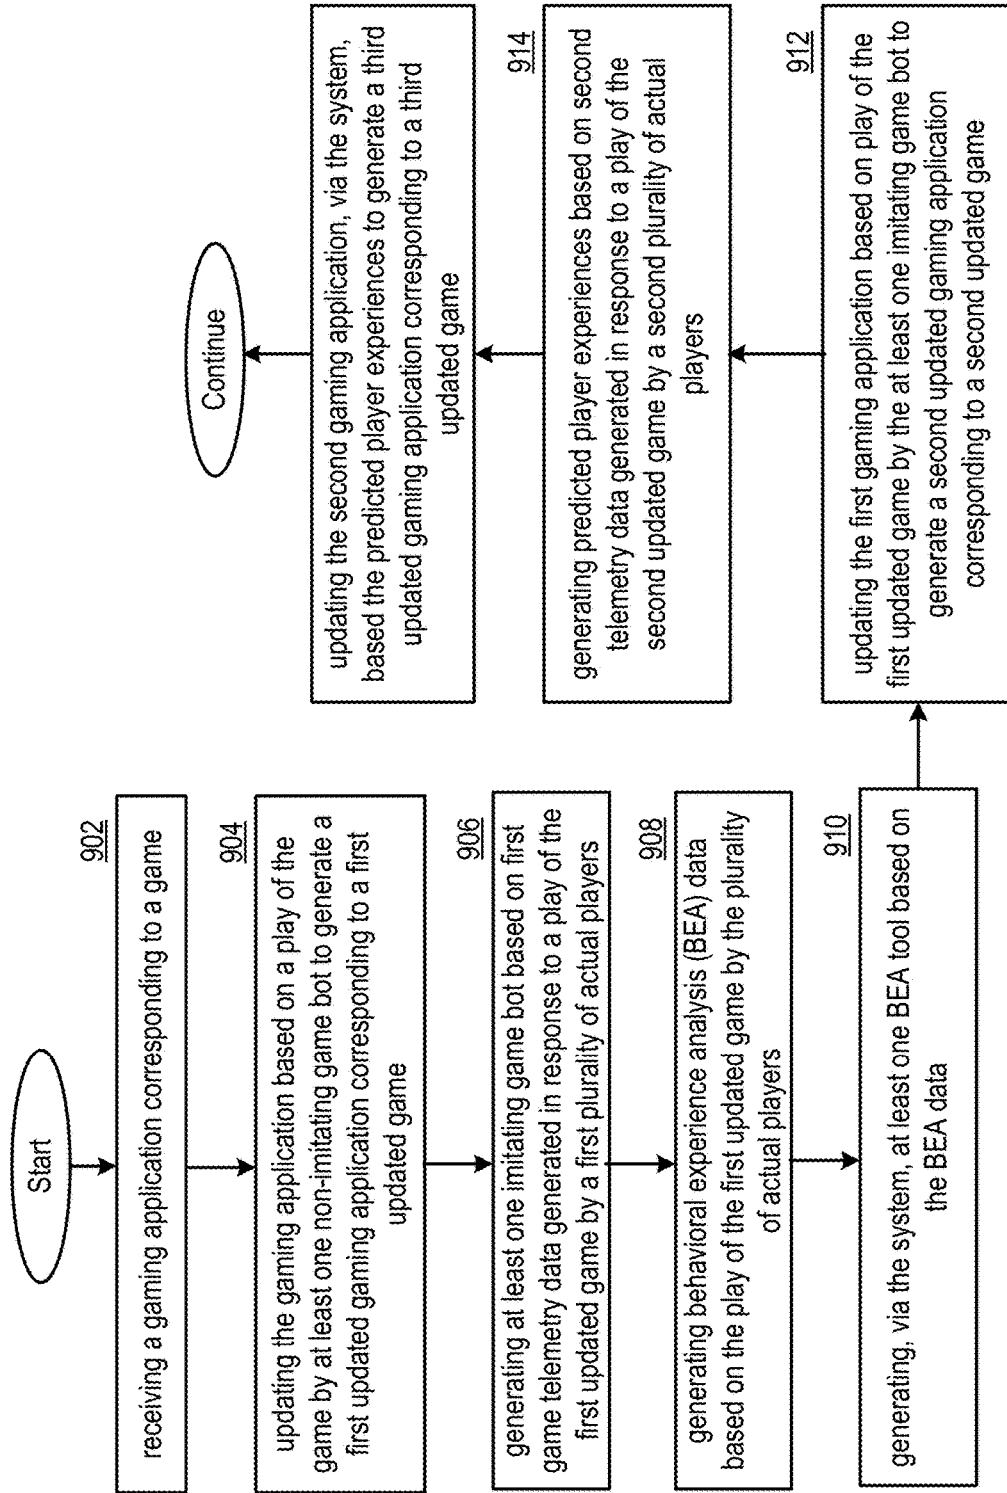 Start
902
receiving a gaming application corresponding to a game
904
updating the gaming application based on a play of the
game by at least one non-imitating game bot to generate a
first updated gaming application corresponding to a first
updated game
906
generating at least one imitating game bot based on first
game telemetry data generated in response to a play of the
first updated game by a first plurality of actual players
908
generating behavioral experience analysis (BEA) data
based on the play of the first updated game by the plurality
of actual players
910
generating, via the system, at least one BEA tool based on
the BEA data
912
updating the first gaming application based on play of the
first updated game by the at least one imitating game bot to
generate a second updated gaming application
corresponding to a second updated game
914
generating predicted player experiences based on second
telemetry data generated in response to a play of the
second updated game by a second plurality of actual
players
updating the second gaming application, via the system,
based the predicted player experiences to generate a third
updated gaming application corresponding to a third
updated game
Continue